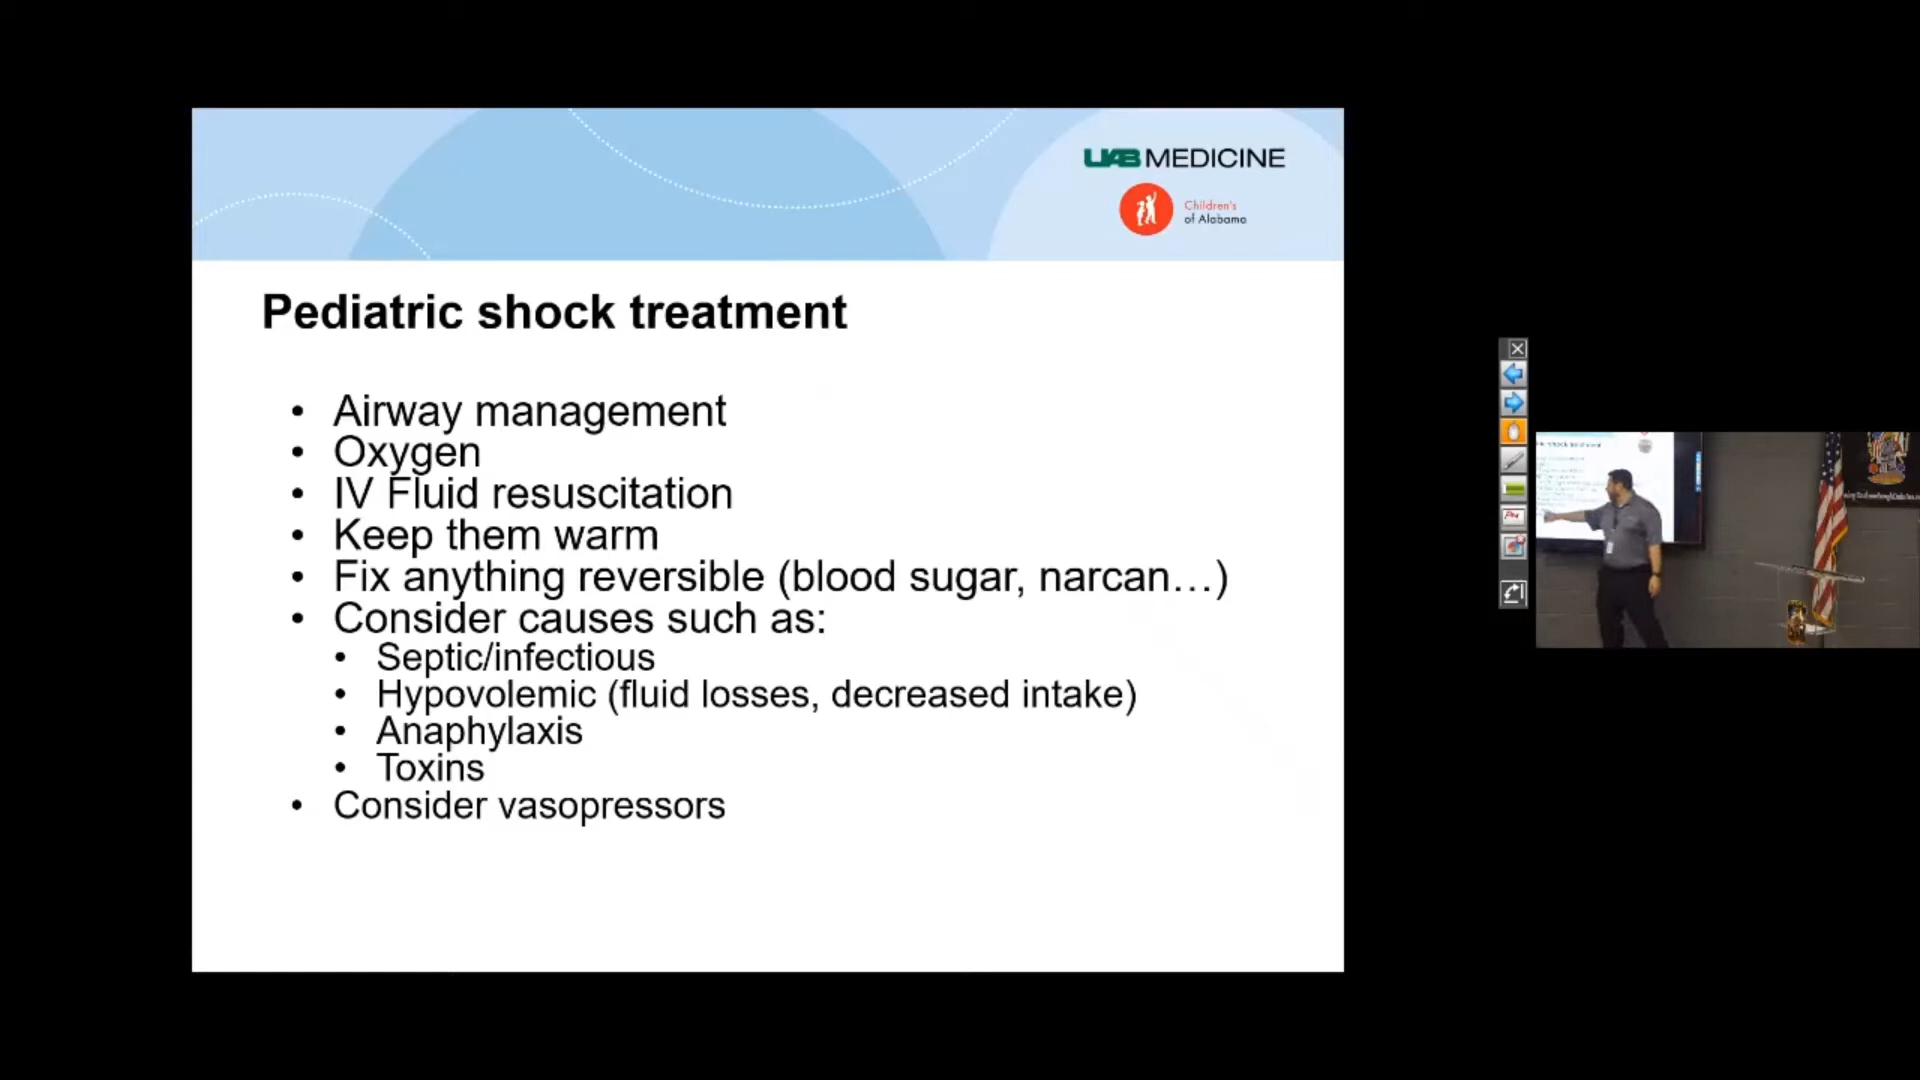 UAB MEDICINE
Children's
of Alabama
Pediatric shock treatment
• Airway management
• Oxygen
• IV Fluid resuscitation
• Keep them warm
• Fix anything reversible (blood sugar, narcan…)
• Consider causes such as:
• Septic/infectious
• Hypovolemic (fluid losses, decreased intake)
• Anaphylaxis
• Toxins
• Consider vasopressors